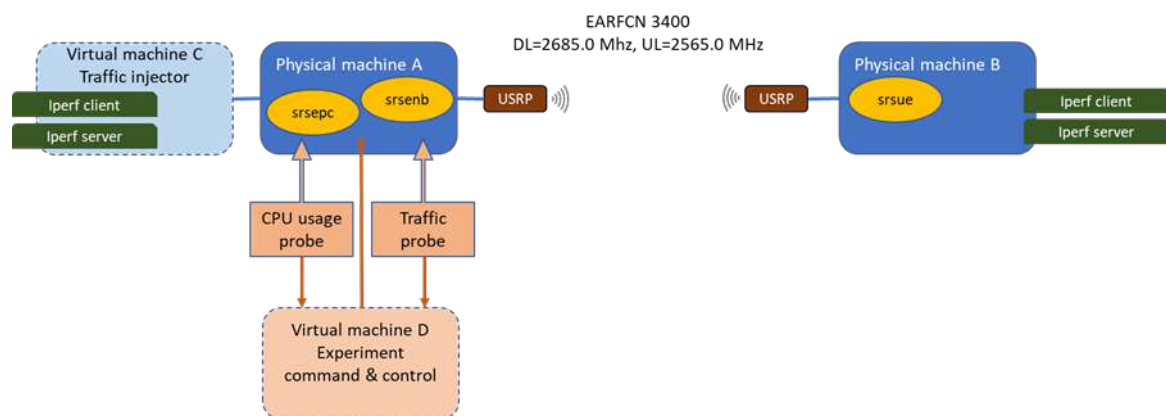 EARFCN 3400
DL=2685.0 Mhz, UL=2565.0 MHz
Virtual machine C
Traffic injector
Iperf client
Iperf server
Physical machine A
srsepc
srsenb
USRP
USRP
Physical machine B
srsue
Iperf client
Iperf server
CPU usage
probe
Traffic
probe
Virtual machine D
Experiment
command & control